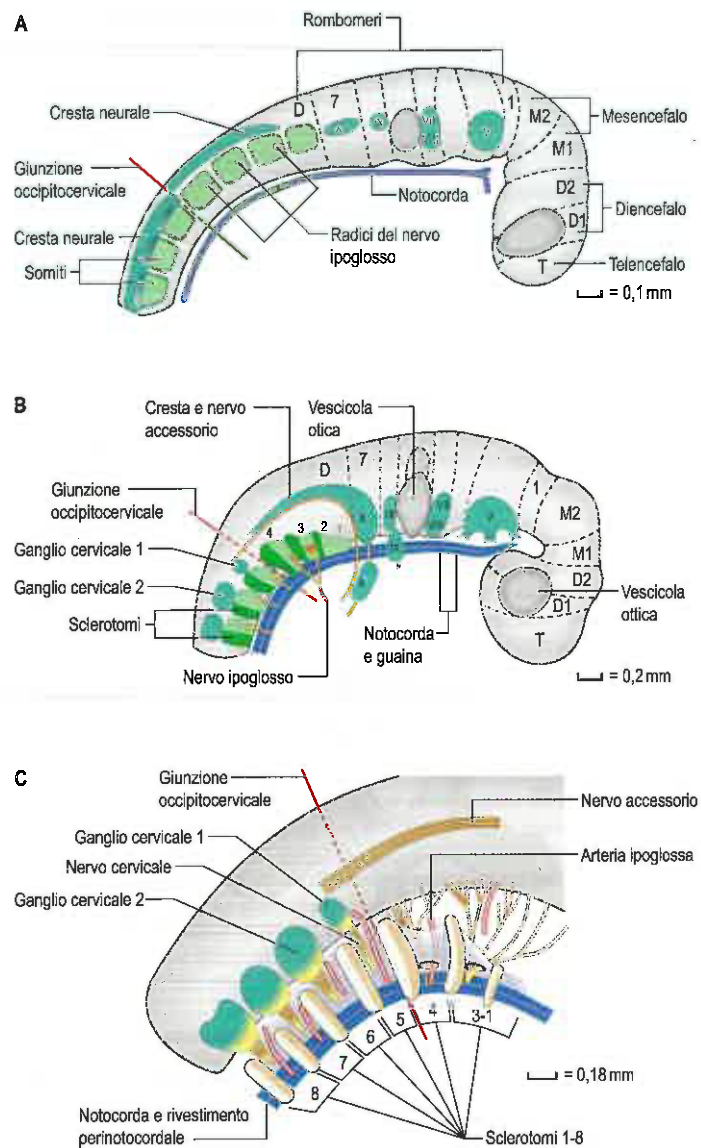 A
Rombomeri
D
7
1
M2
Mesencefalo
M1
D2
Diencefalo
D1
T
Telencefalo
Cresta neurale
Giunzione
occipitocervicale
Cresta neurale
Somiti
Notocorda
Radici del nervo
ipoglosso
V
= 0,1 mm
B
Cresta e nervo
accessorio
Vescicola
otica
D
7
1
M2
M1
D2
D1
T
Giunzione
occipitocervicale
4
3
2
Ganglio cervicale 1
Ganglio cervicale 2
Sclerotomi
Nervo ipoglosso
Notocorda
e guaina
Vescicola
ottica
= 0,2 mm
C
Giunzione
occipitocervicale
Nervo accessorio
Ganglio cervicale 1
Arteria ipoglossa
Nervo cervicale
Ganglio cervicale 2
3-1
4
5
6
7
8
= 0,18 mm
Notocorda e rivestimento
perinotocordale
Sclerotomi 1-8